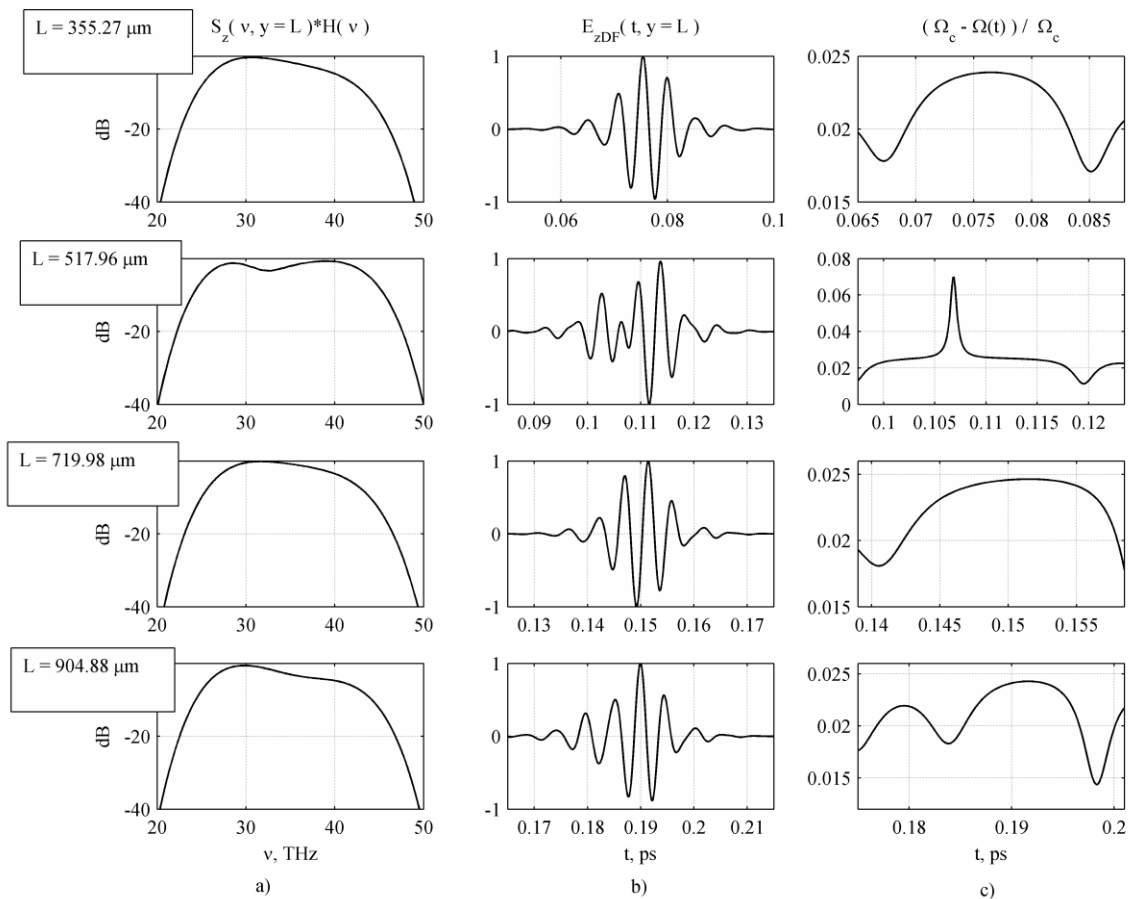 L = 355.27 μm
S_z( ν, y = L )*H( ν )
E_zDF( t, y = L )
( Ω_c - Ω(t) ) / Ω_c
dB
-20
-40
20 30 40 50
1
0
-1
0.06 0.08 0.1
0.025
0.02
0.015
0.065 0.07 0.075 0.08 0.085
L = 517.96 μm
dB
-20
-40
20 30 40 50
1
0
-1
0.09 0.1 0.11 0.12 0.13
0.08
0.06
0.04
0.02
0
0.1 0.105 0.11 0.115 0.12
L = 719.98 μm
dB
-20
-40
20 30 40 50
1
0
-1
0.13 0.14 0.15 0.16 0.17
0.025
0.02
0.015
0.14 0.145 0.15 0.155
L = 904.88 μm
dB
-20
-40
20 30 40 50
1
0
-1
0.17 0.18 0.19 0.2 0.21
0.025
0.02
0.015
0.18 0.19 0.2
ν, THz
t, ps
t, ps
a)
b)
c)